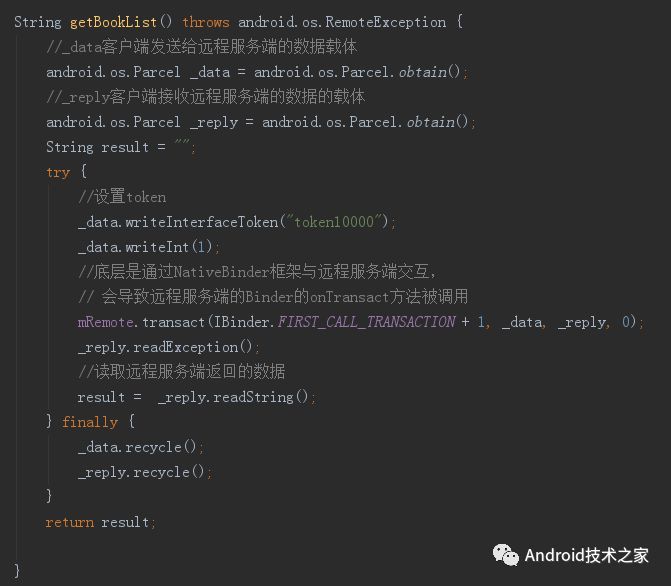 String getBookList() throws android.os.RemoteException {
//_data客户端发送给远程服务端的数据载体
android.os.Parcel _data = android.os.Parcel.obtain();
//_reply客户端接收远程服务端的数据的载体
android.os.Parcel _reply = android.os.Parcel.obtain();
String result = "";
try {
//设置token
_data.writeInterfaceToken("token10000");
_data.writeInt(1);
//底层是通过NativeBinder框架与远程服务端交互,
// 会导致远程服务端的Binder的onTransact方法被调用
mRemote.transact(IBinder.FIRST_CALL_TRANSACTION + 1, _data, _reply, 0);
_reply.readException();
//读取远程服务端返回的数据
result =  _reply.readString();
} finally {
_data.recycle();
_reply.recycle();
}
return result;
}
Android技术之家